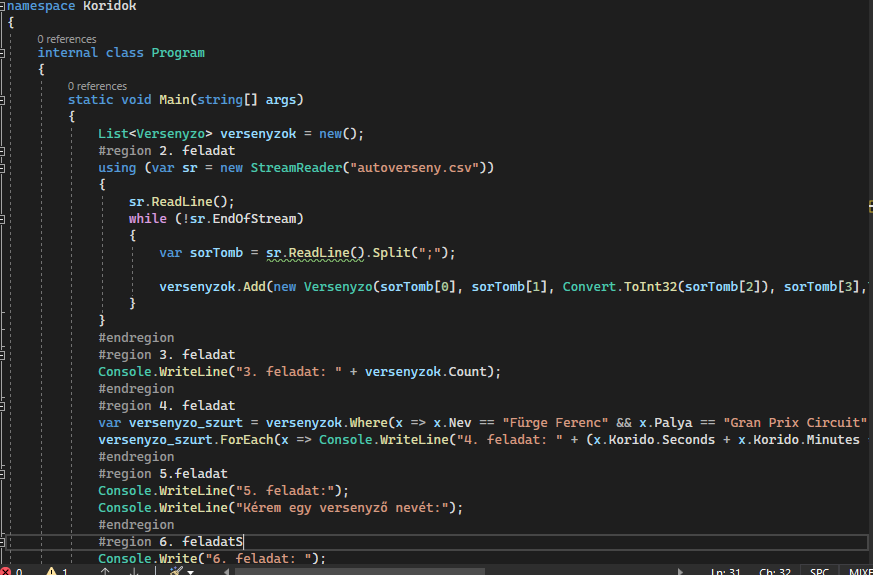 namespace Koridok
{
0 references
internal class Program
{
0 references
static void Main(string[] args)
{
List<Versenyzo> versenyzok = new();
#region 2. feladat
using (var sr = new StreamReader("autoverseny.csv"))
{
sr.ReadLine();
while (!sr.EndOfStream)
{
var sorTomb = sr.ReadLine().Split(";");
versenyzok.Add(new Versenyzo(sorTomb[0], sorTomb[1], Convert.ToInt32(sorTomb[2]), sorTomb[3],
}
}
#endregion
#region 3. feladat
Console.WriteLine("3. feladat: " + versenyzok.Count);
#endregion
#region 4. feladat
var versenyzo_szurt = versenyzok.Where(x => x.Nev == "Fürge Ferenc" && x.Palya == "Gran Prix Circuit"
versenyzo_szurt.ForEach(x => Console.WriteLine("4. feladat: " + (x.Korido.Seconds + x.Korido.Minutes
#endregion
#region 5.feladat
Console.WriteLine("5. feladat:");
Console.WriteLine("Kérem egy versenyző nevét:");
#endregion
#region 6. feladatS
Console.Write("6. feladat: ");
0 1 Ln: 31 Ch: 32 SPC MIXE